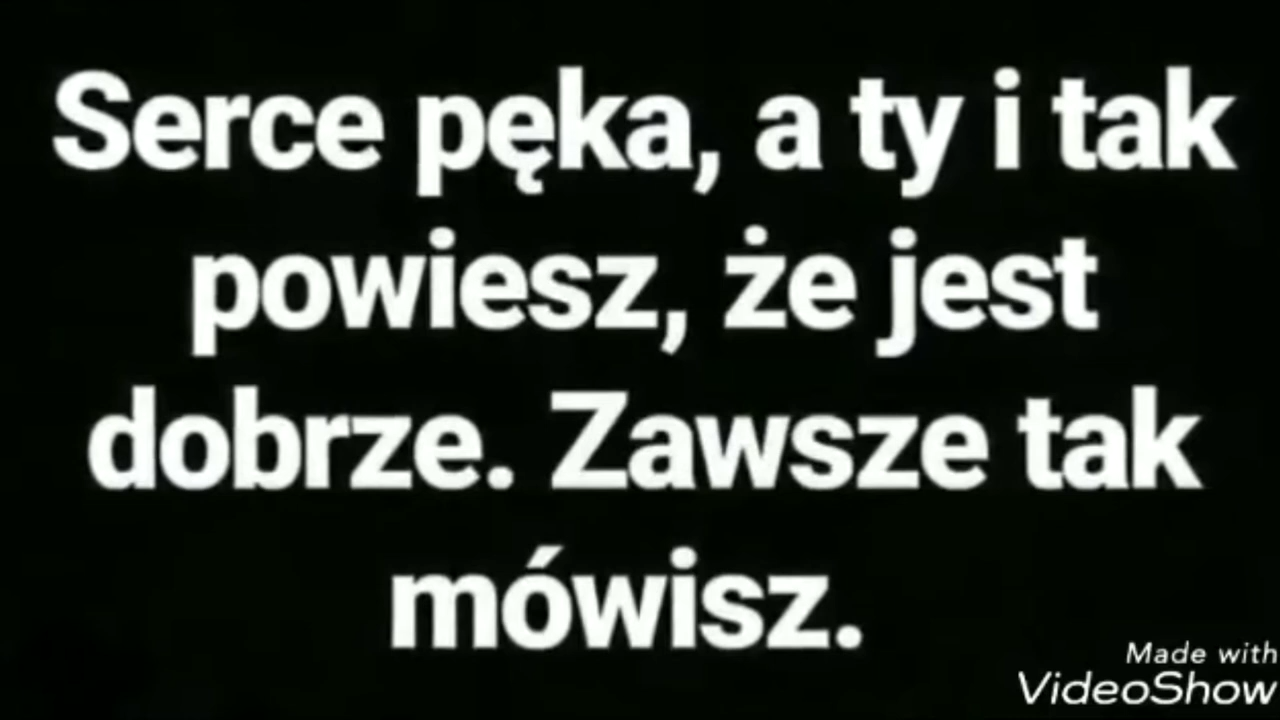 Serce pęka, a ty i tak
powiesz, że jest
dobrze. Zawsze tak
mówisz.
Made with
VideoShow